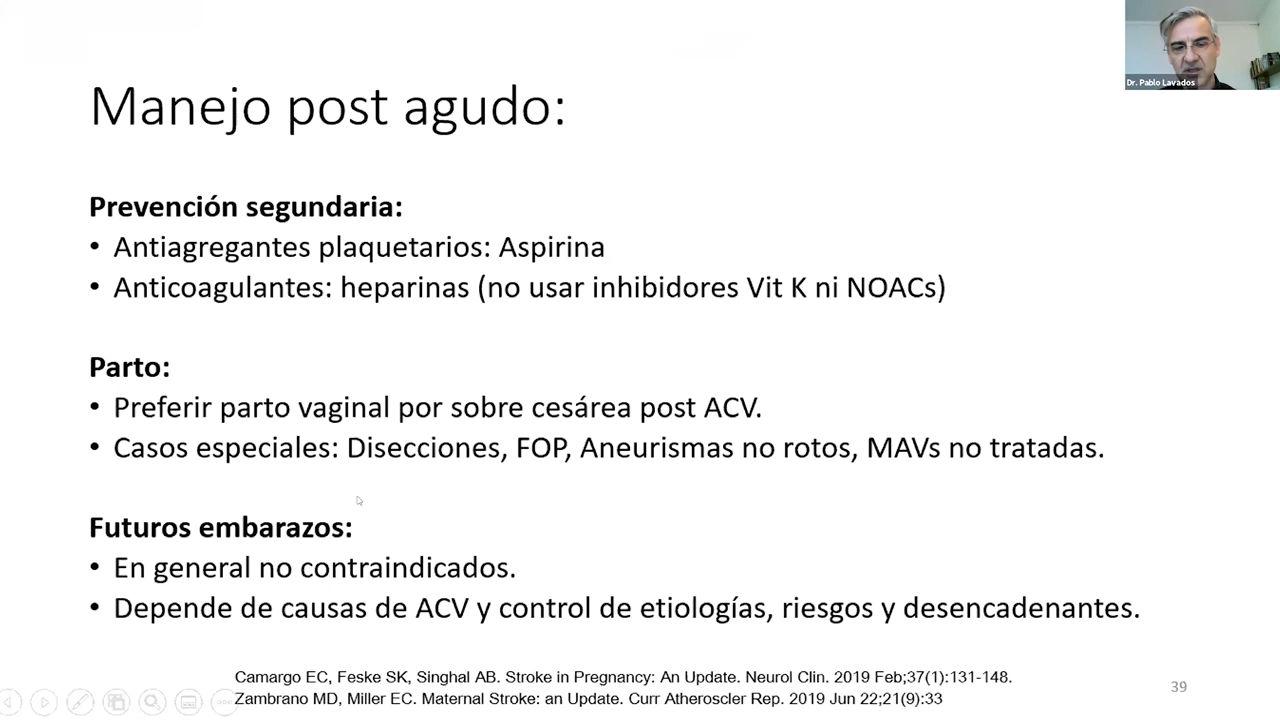 Dr. Pablo Lavados
Manejo post agudo:
Prevención segundaria:
• Antiagregantes plaquetarios: Aspirina
• Anticoagulantes: heparinas (no usar inhibidores Vit K ni NOACs)
Parto:
• Preferir parto vaginal por sobre cesárea post ACV.
• Casos especiales: Disecciones, FOP, Aneurismas no rotos, MAVs no tratadas.
Futuros embarazos:
• En general no contraindicados.
• Depende de causas de ACV y control de etiologías, riesgos y desencadenantes.
Camargo EC, Feske SK, Singhal AB. Stroke in Pregnancy: An Update. Neurol Clin. 2019 Feb;37(1):131-148.
Zambrano MD, Miller EC. Maternal Stroke: an Update. Curr Atheroscler Rep. 2019 Jun 22;21(9):33
39